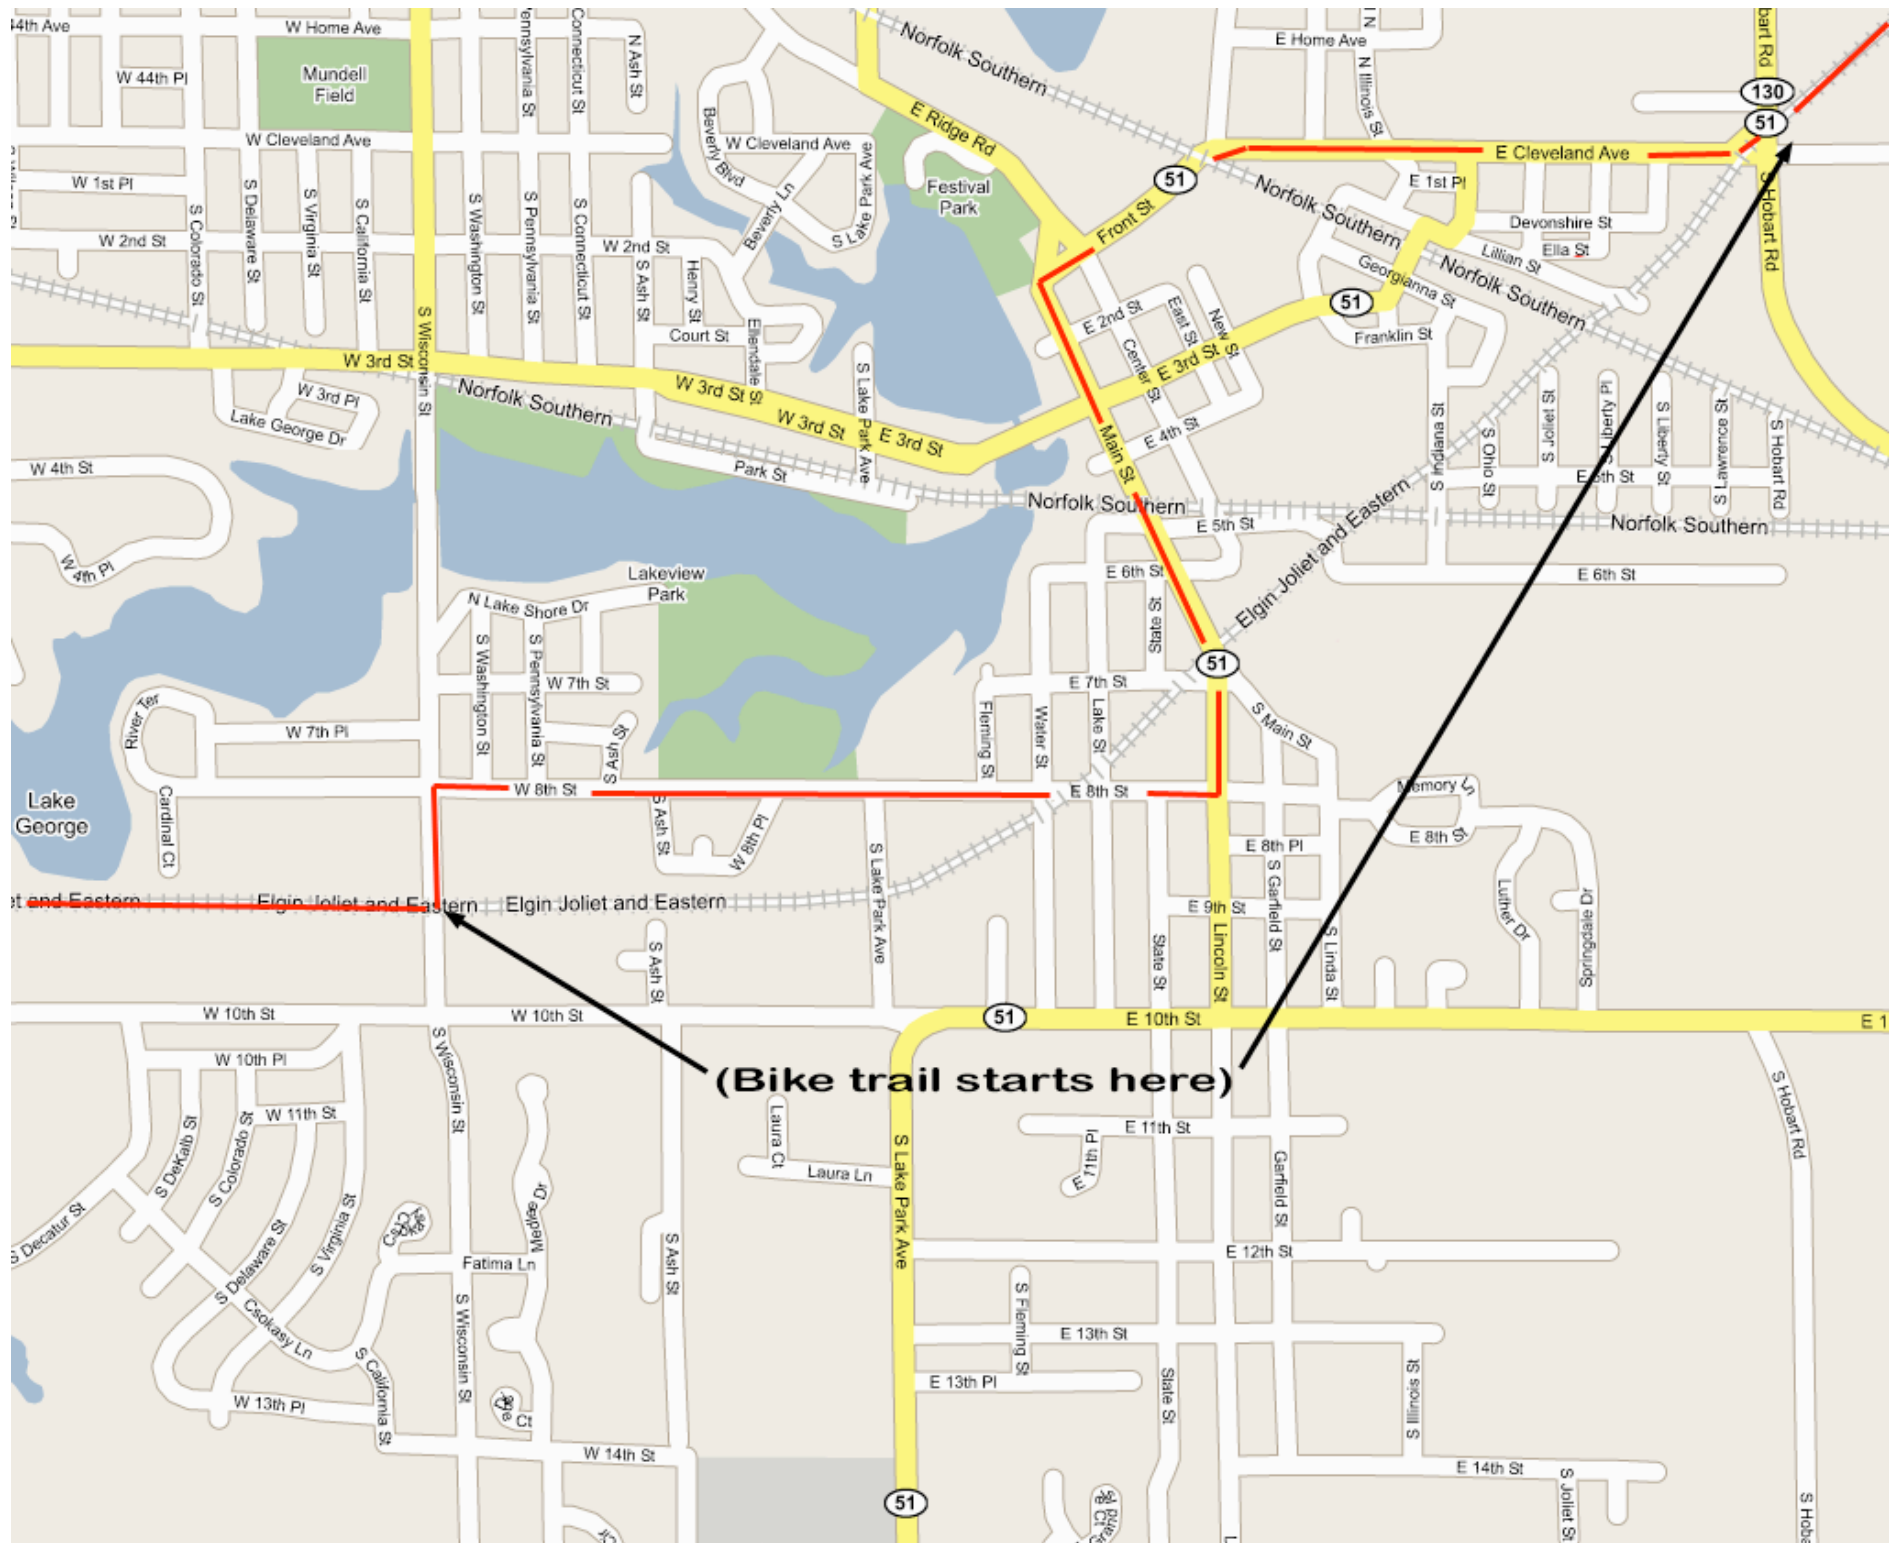 44th Ave
W Home Ave
N Ash St
Norfolk Southern
E Home Ave
N Illinois St
W 44th Pl
Mundell
Field
130
51
E Ridge Rd
W Cleveland Ave
W Cleveland Ave
Beverly Blvd
S Lake Park Ave
E Cleveland Ave
W 1st Pl
51
E 1st Pl
Festival
Park
Norfolk Southern
S Hobart Rd
S Colorado St
S Delaware St
S Virginia St
S California St
S Washington St
S Pennsylvania St
S Connecticut St
Beverly Ln
Front St
Devonshire St
W 2nd St
W 2nd St
Ella St
Lillian St
S Ash St
Henry St
Georgianna St
Norfolk Southern
51
E 2nd St
East St
New St
Court St
Ellendale St
Franklin St
S Wisconsin St
W 3rd St
Center St
E 3rd St
W 3rd St
W 3rd Pl
Norfolk Southern
Lake George Dr
W 3rd St
E 3rd St
S Lake Park Ave
Main St
E 4th St
S Indiana St
S Ohio St
S Joliet St
S Liberty Pl
S Liberty St
S Lawrence St
S Hobart Rd
W 4th St
Park St
E 5th St
Norfolk Southern
E 5th St
Norfolk Southern
Elgin Joliet and Eastern
W 4th Pl
Lakeview
Park
E 6th St
E 6th St
N Lake Shore Dr
State St
S Washington St
S Pennsylvania St
51
W 7th St
E 7th St
River Ter
W 7th Pl
S Ash St
Fleming St
Water St
Lake St
S Main St
W 8th St
E 8th St
Memory Ln
Lake
George
Cardinal Ct
S Ash St
W 8th Pl
E 8th St
E 8th Pl
S Lake Park Ave
S Garfield St
et and Eastern
Elgin Joliet and Eastern
Elgin Joliet and Eastern
E 9th St
Luther Dr
Springdale Dr
S Ash St
State St
Lincoln St
S Linda St
W 10th St
W 10th St
51
E 10th St
E 1
S Wisconsin St
W 10th Pl
(Bike trail starts here)
S Hobart Rd
W 11th St
S DeKalb St
S Colorado St
Laura Ct
E 11th St
E 11th Pl
Laura Ln
S Lake Park Ave
Garfield St
S Decatur St
S Delaware St
S Virginia St
Medjae Dr
S Ash St
E 12th St
Fatima Ln
Csokasy Ln
S Wisconsin St
S Fleming St
E 13th St
S California St
S Illinois St
E 13th Pl
State St
W 13th Pl
Ct
W 14th St
E 14th St
S Joliet St
51
S Hoba